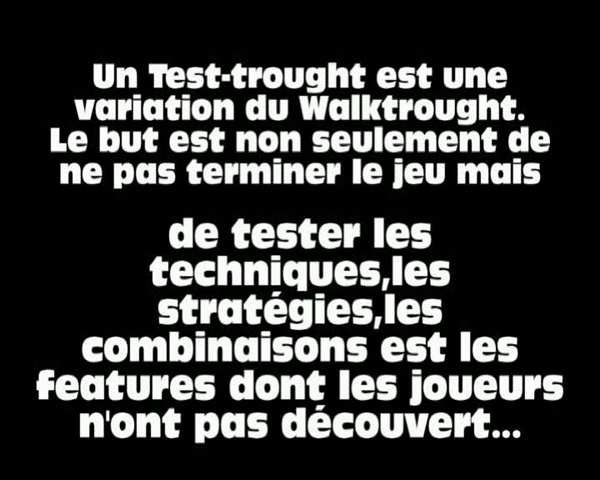 Un Test-trought est une
variation du Walktrought.
Le but est non seulement de
ne pas terminer le jeu mais
de tester les
techniques,les
stratégies,les
combinaisons est les
features dont les joueurs
n'ont pas découvert...